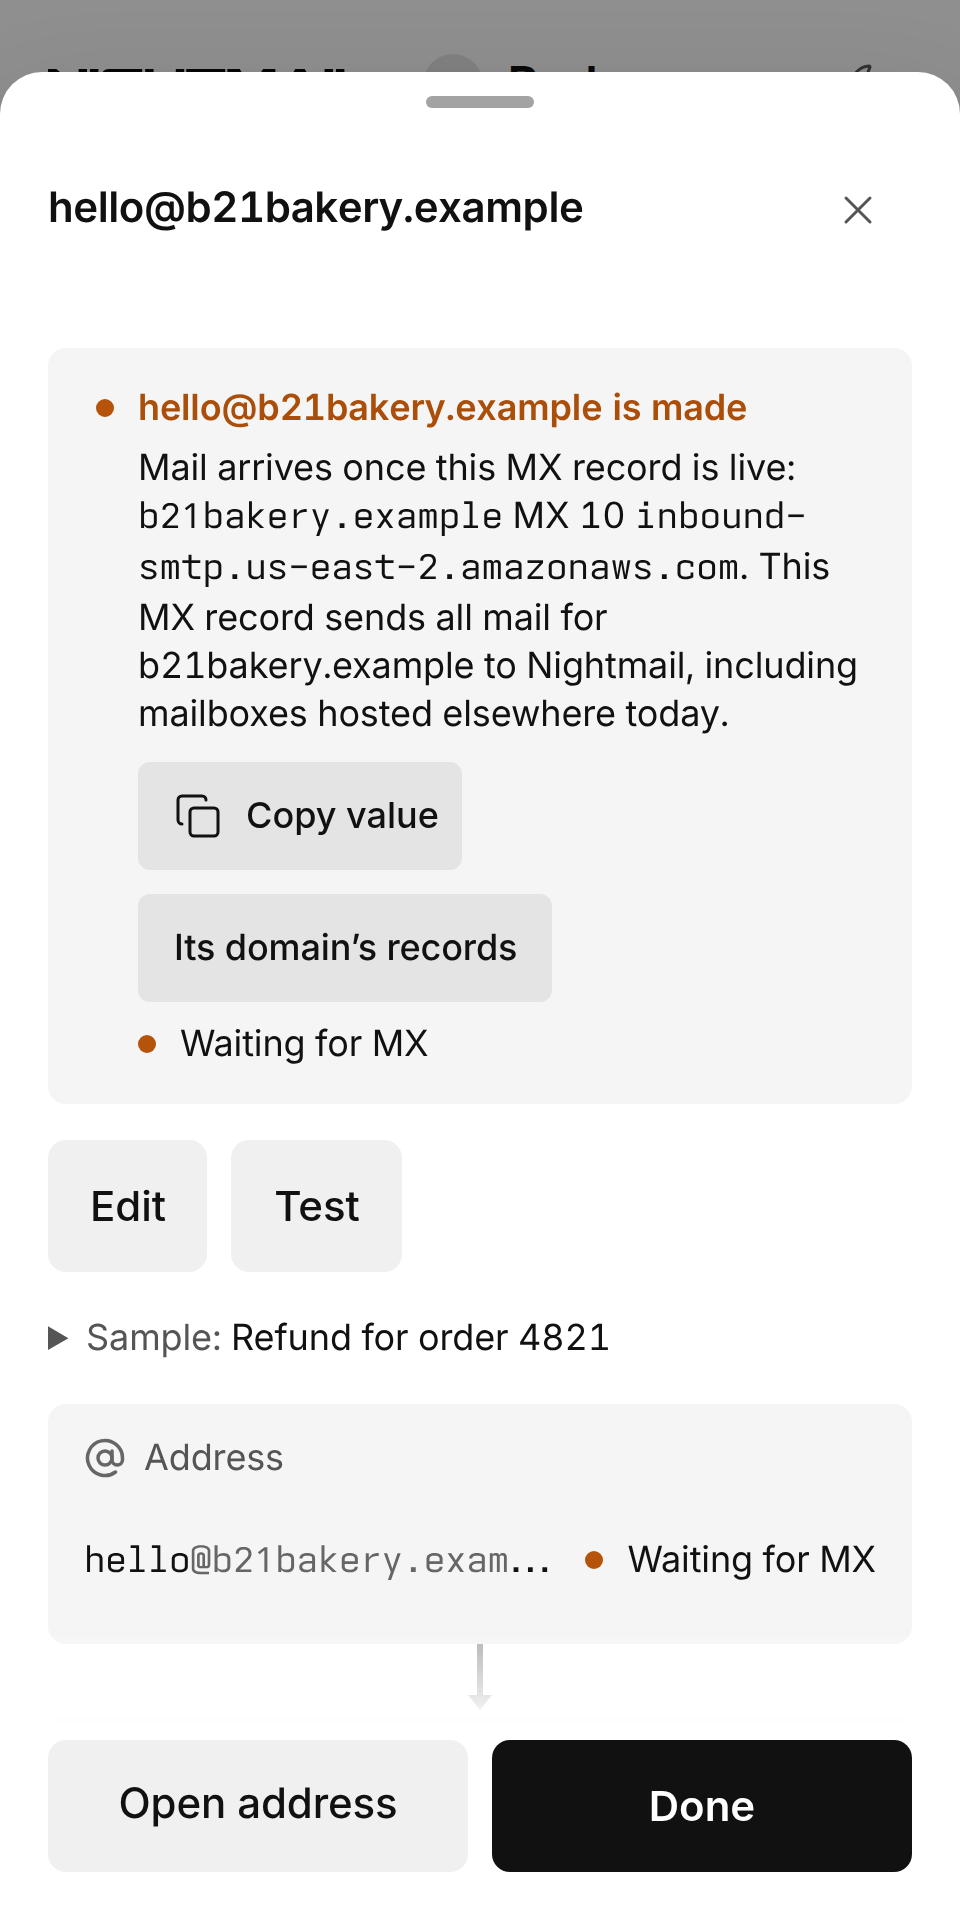 hello@b21bakery.example
hello@b21bakery.example is made
Mail arrives once this MX record is live:
b21bakery.example MX 10 inbound-
smtp.us-east-2.amazonaws.com. This
MX record sends all mail for
b21bakery.example to Nightmail, including
mailboxes hosted elsewhere today.
Copy value
Its domain’s records
Waiting for MX
Edit Test
Sample: Refund for order 4821
@ Address
hello@b21bakery.exam... Waiting for MX
Open address Done